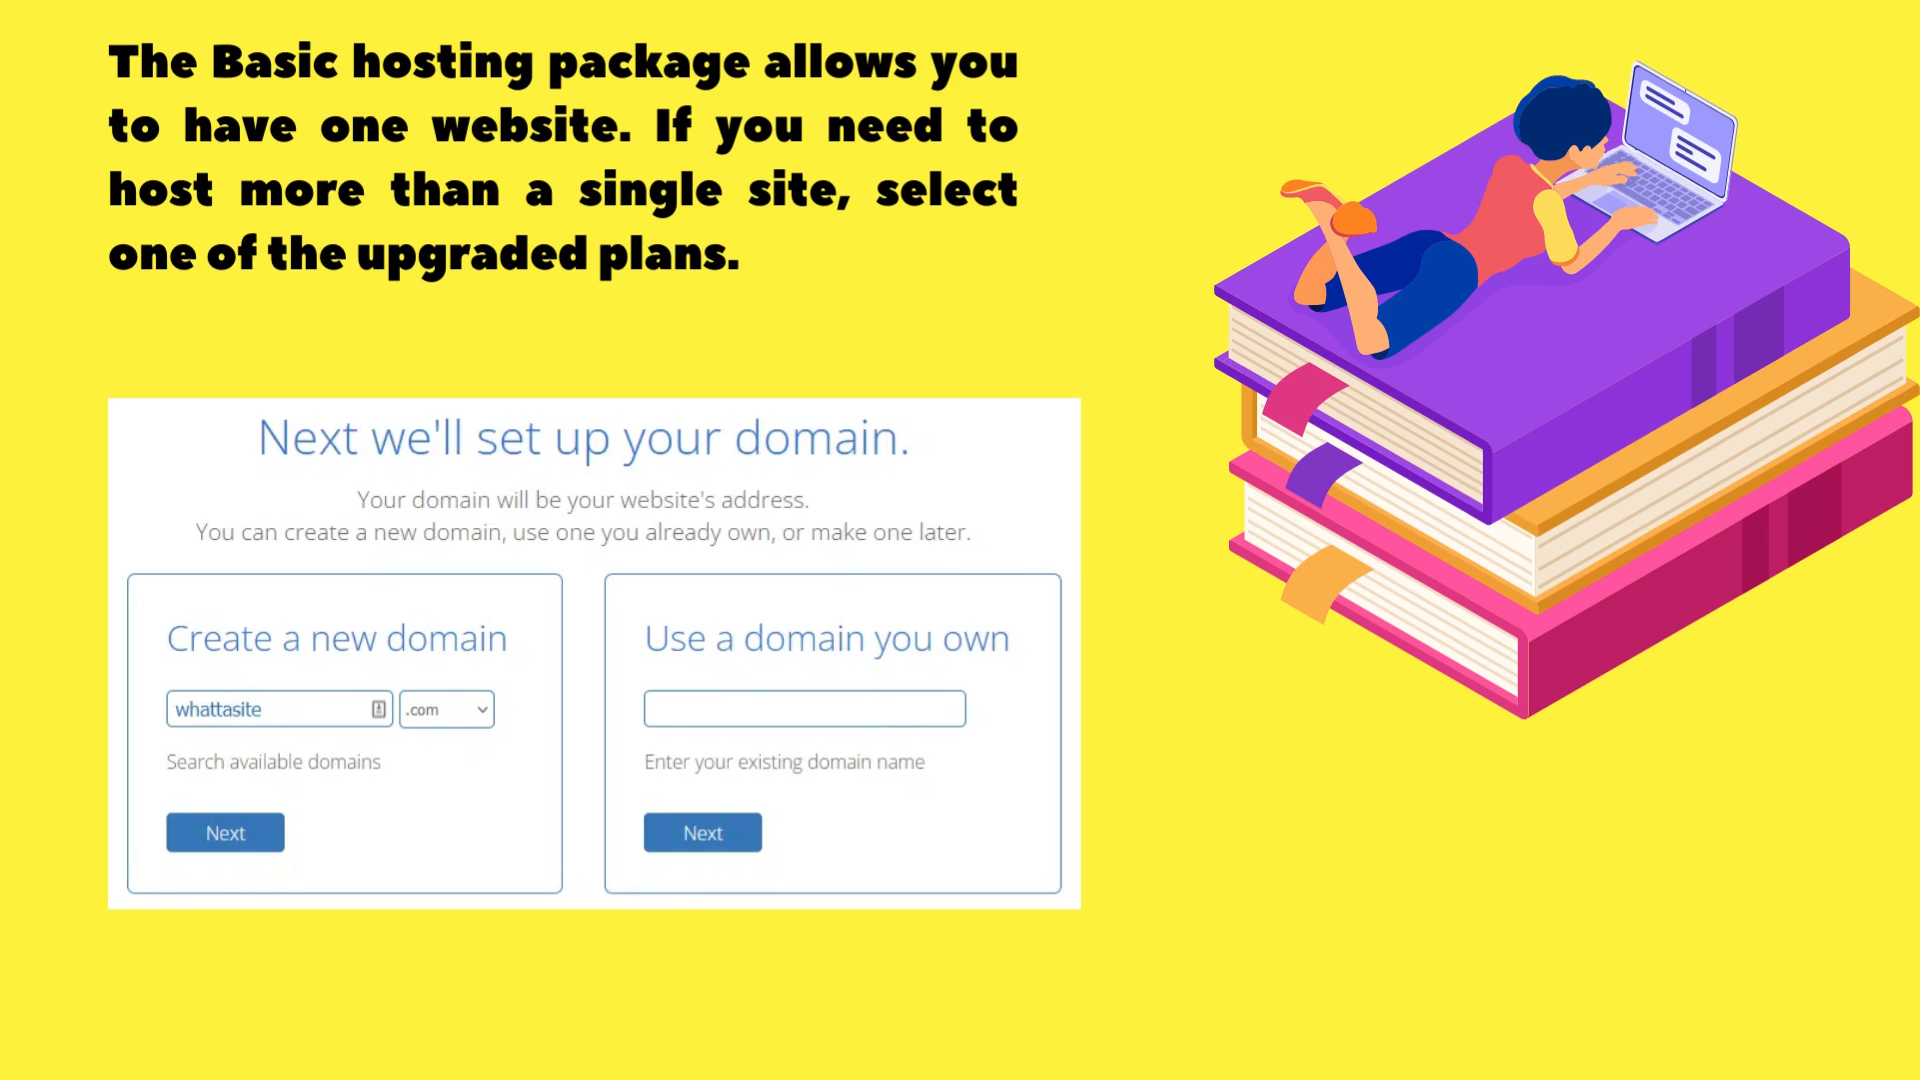 The Basic hosting package allows you
to have one website. If you need to
host more than a single site, select
one of the upgraded plans.
Next we'll set up your domain.
Your domain will be your website's address.
You can create a new domain, use one you already own, or make one later.
Create a new domain
whattasite .com
Search available domains
Next
Use a domain you own
Enter your existing domain name
Next